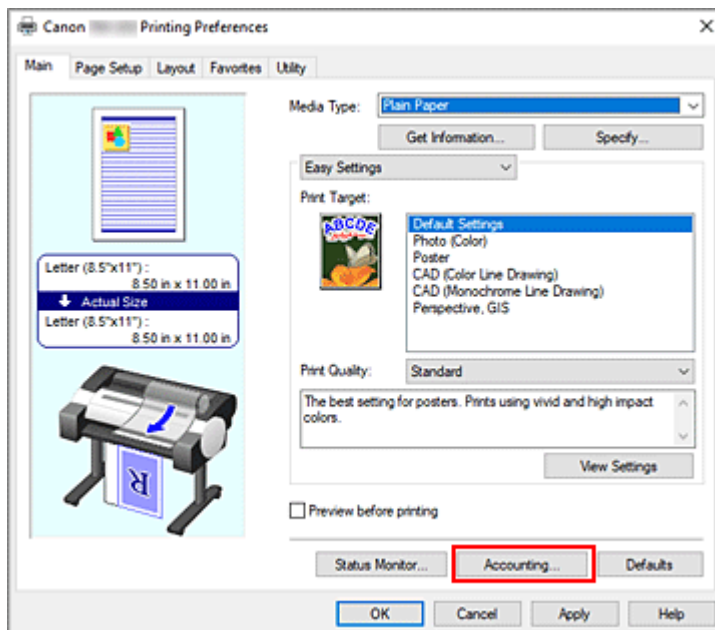 Canon Printing Preferences
Main Page Setup Layout Favorites Utility
Media Type: Plain Paper
Get Information... Specify...
Easy Settings
Print Target:
ABCDE
Default Settings
Photo (Color)
Poster
CAD (Color Line Drawing)
CAD (Monochrome Line Drawing)
Perspective, GIS
Letter (8.5"x11") :
8.50 in x 11.00 in
Actual Size
Letter (8.5"x11") :
8.50 in x 11.00 in
R
Print Quality: Standard
The best setting for posters. Prints using vivid and high impact
colors.
View Settings
Preview before printing
Status Monitor... Accounting... Defaults
OK Cancel Apply Help